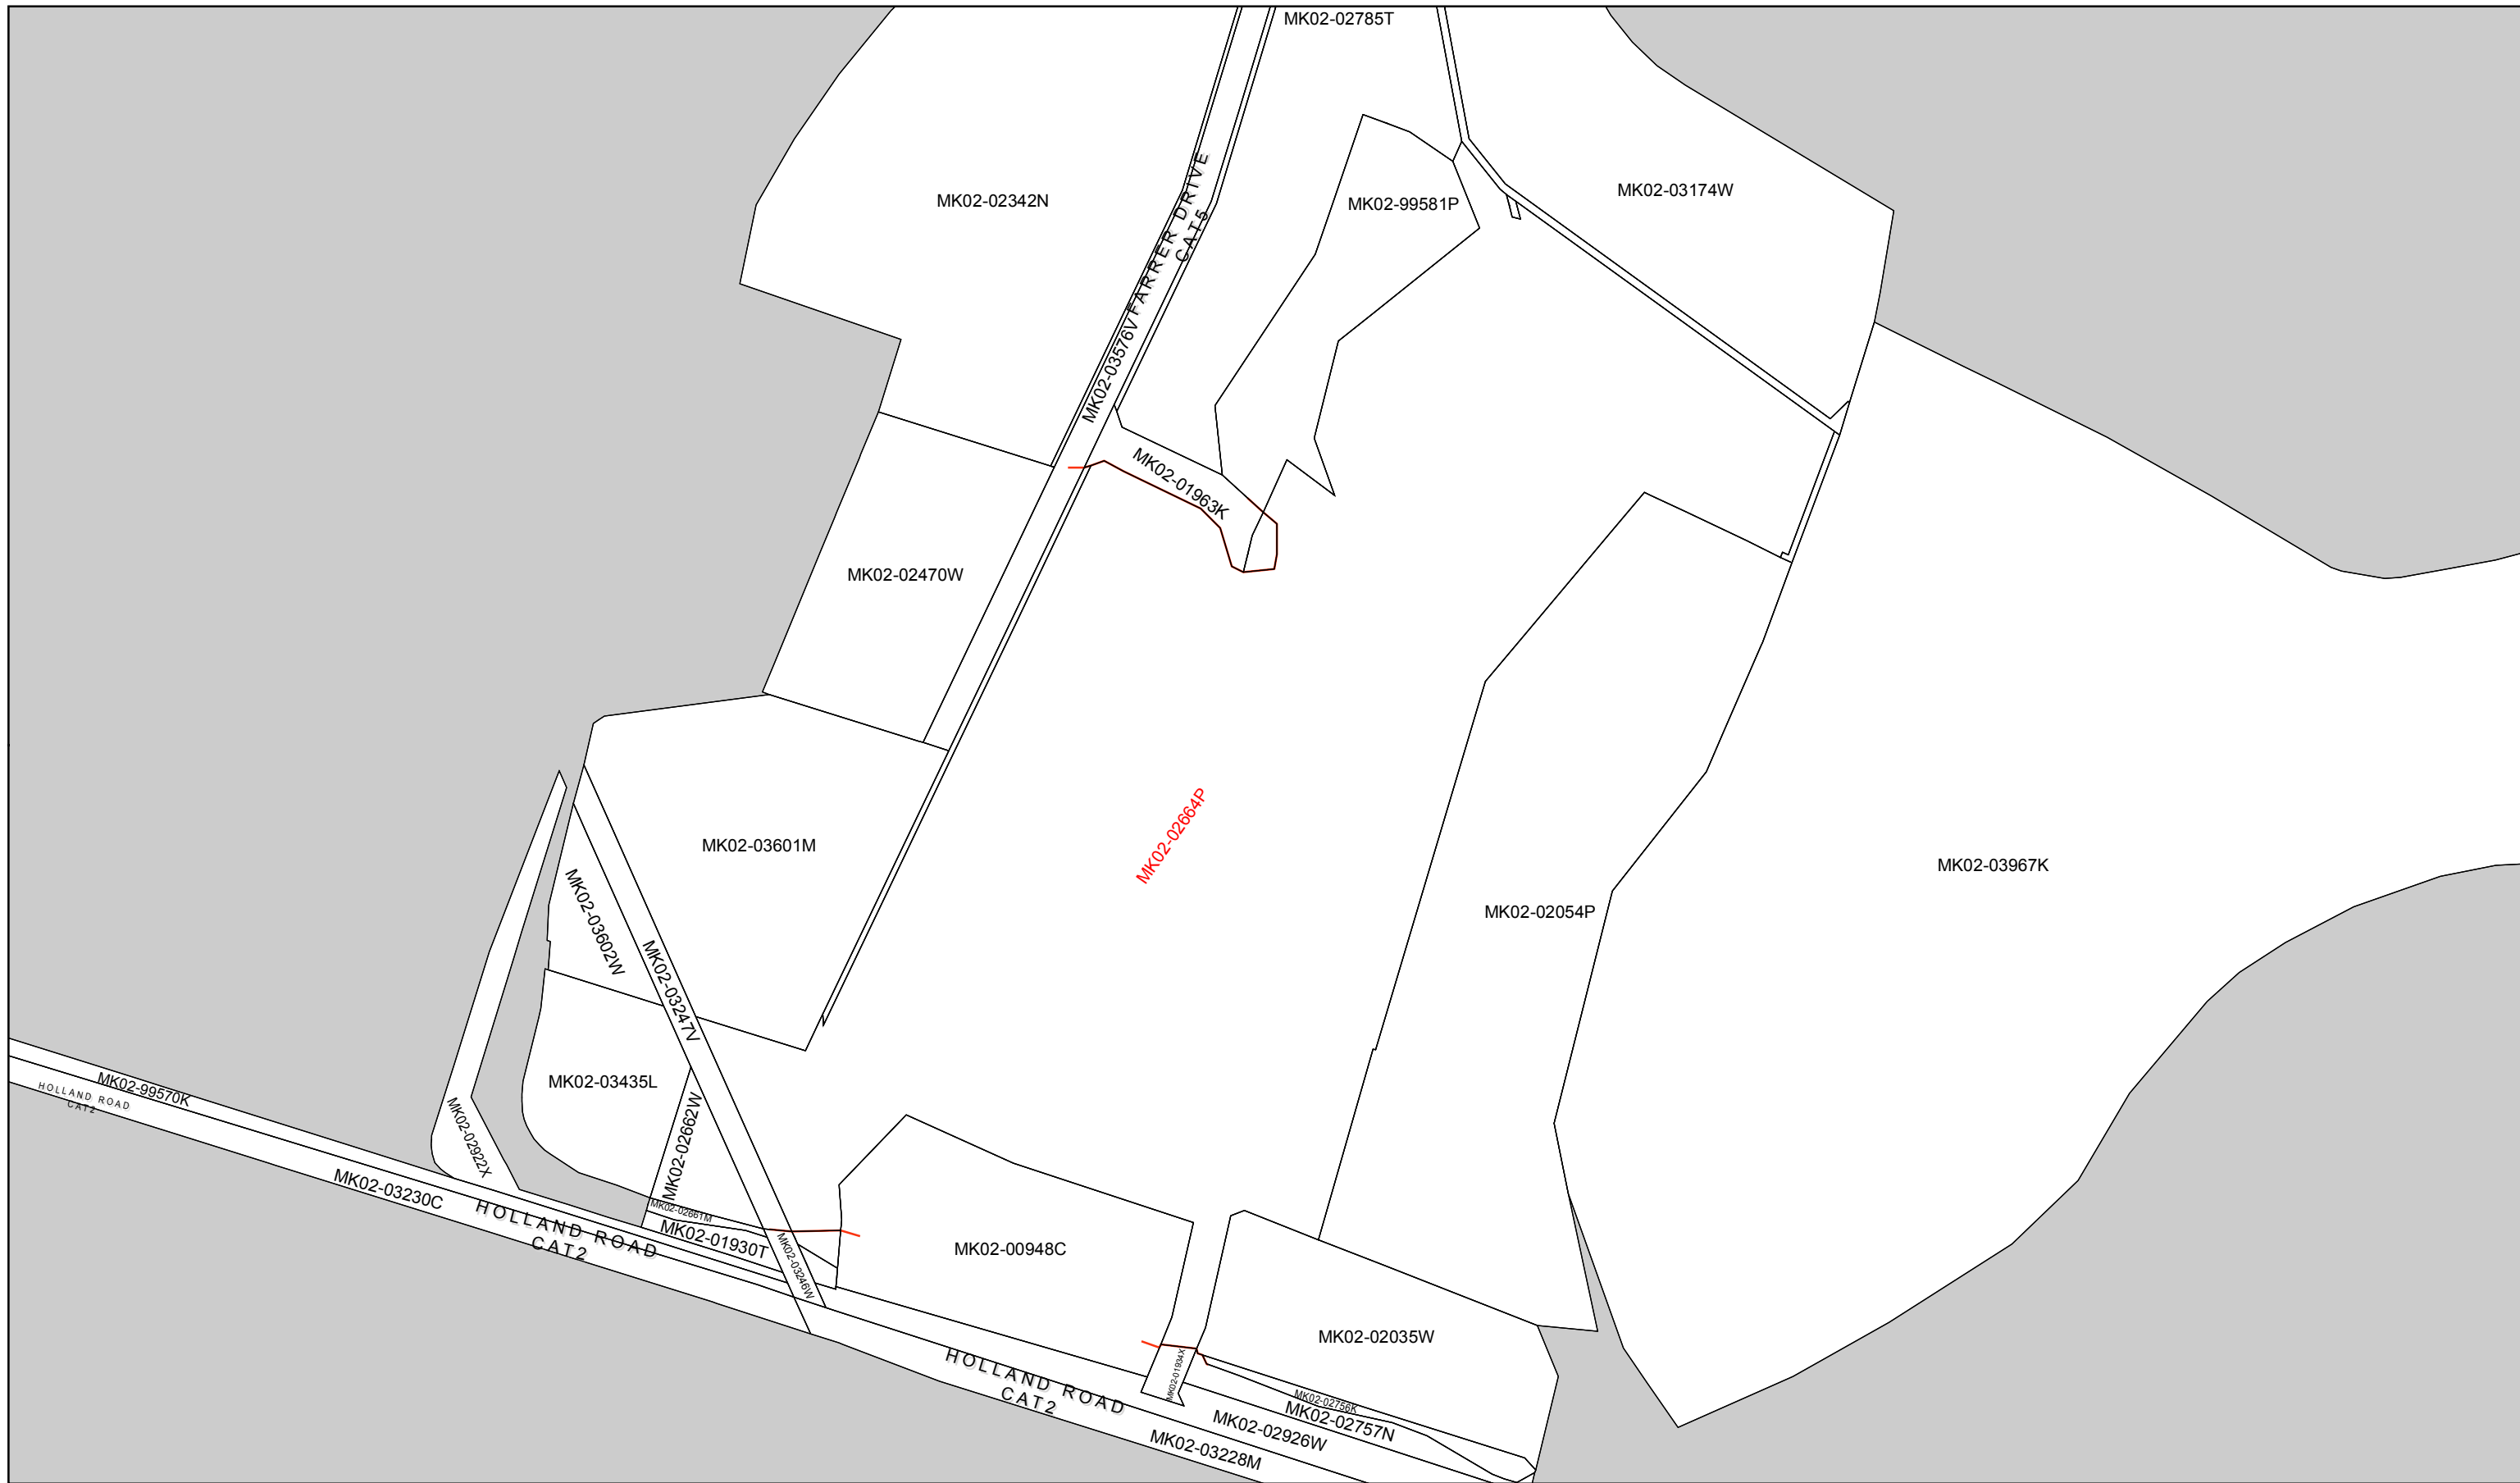 MK02-02785T
MK02-02342N
MK02-03174W
MK02-99581P
FARRER DRIVE
CAT5
MK02-03576V
MK02-01963K
MK02-02470W
MK02-02664P
MK02-03601M
MK02-03967K
MK02-02054P
MK02-03602W
MK02-03247V
MK02-03435L
MK02-99570K
HOLLAND ROAD
CAT2
MK02-02922X
MK02-02662W
MK02-03230C
HOLLAND ROAD
CAT2
MK02-02661M
MK02-01930T
MK02-03246W
MK02-00948C
MK02-02035W
MK02-01934X
HOLLAND ROAD
CAT2
MK02-02756K
MK02-02757N
MK02-02926W
MK02-03228M